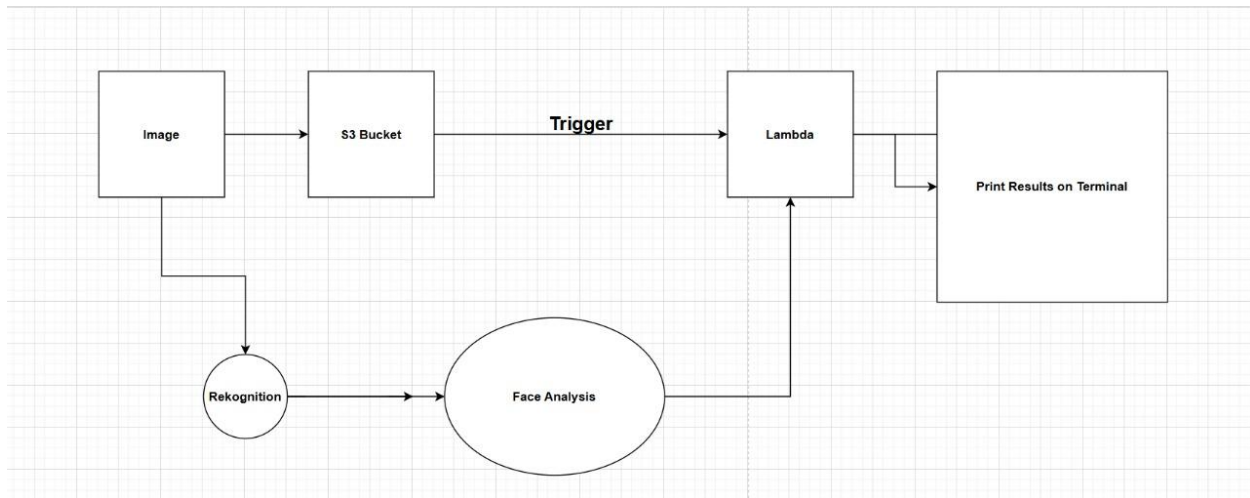 Image
S3 Bucket
Trigger
Lambda
Print Results on Terminal
Rekognition
Face Analysis